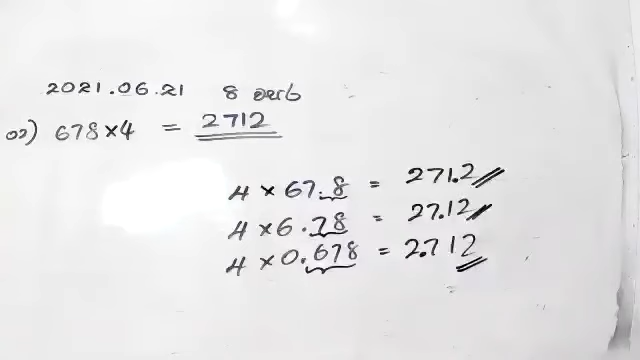 2021.06.21 8
02) 678×4 = 2712
4 × 67.8 = 271.2
4 × 6.78 = 27.12
4 × 0.678 = 2.712